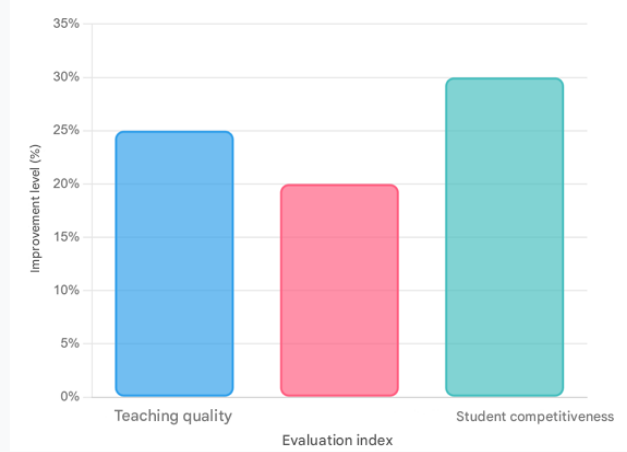 35%
30%
25%
20%
15%
10%
5%
0%
Improvement level (%)
Teaching quality
Student competitiveness
Evaluation index